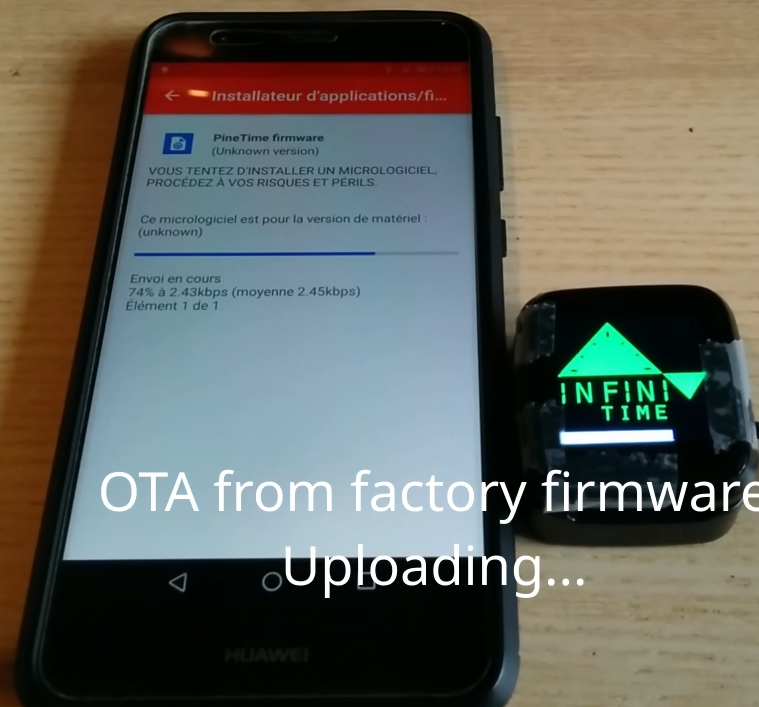 Installateur d'applications/fi...
PineTime firmware
(Unknown version)
VOUS TENTEZ D'INSTALLER UN MICROLOGICIEL,
PROCÉDEZ À VOS RISQUES ET PÉRILS.
Ce micrologiciel est pour la version de matériel :
(unknown)
Envoi en cours
74% à 2.43kbps (moyenne 2.45kbps)
Élément 1 de 1
INFINI
TIME
OTA from factory firmware
Uploading...
HUAWEI